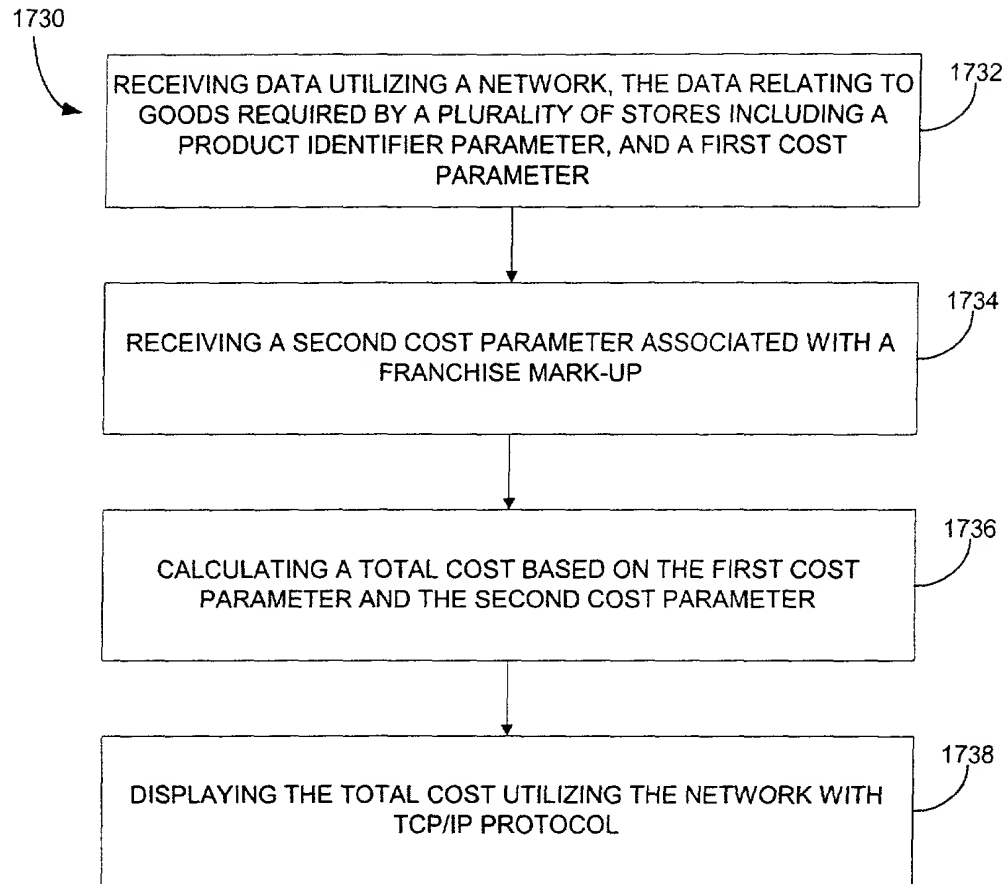 1730
RECEIVING DATA UTILIZING A NETWORK, THE DATA RELATING TO
GOODS REQUIRED BY A PLURALITY OF STORES INCLUDING A
PRODUCT IDENTIFIER PARAMETER, AND A FIRST COST
PARAMETER
1732
RECEIVING A SECOND COST PARAMETER ASSOCIATED WITH A
FRANCHISE MARK-UP
1734
CALCULATING A TOTAL COST BASED ON THE FIRST COST
PARAMETER AND THE SECOND COST PARAMETER
1736
DISPLAYING THE TOTAL COST UTILIZING THE NETWORK WITH
TCP/IP PROTOCOL
1738